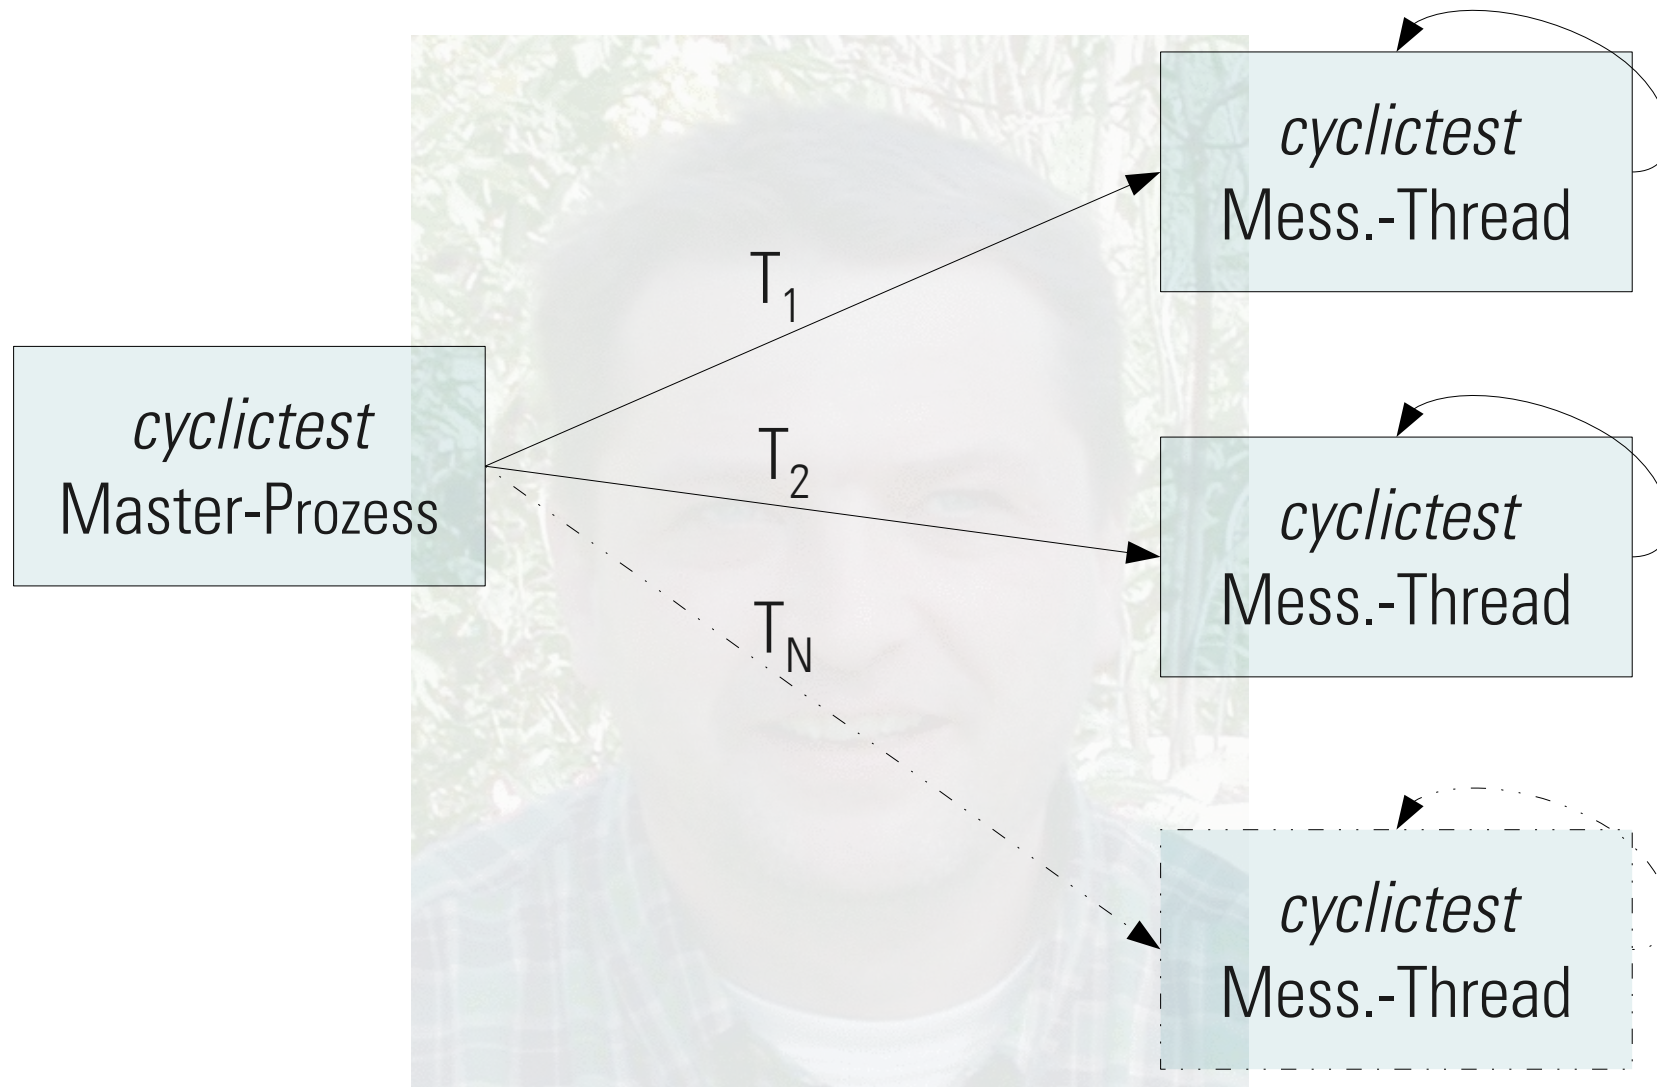 cyclictest
Mess.-Thread
T1
cyclictest
Master-Prozess
T2
cyclictest
Mess.-Thread
TN
cyclictest
Mess.-Thread